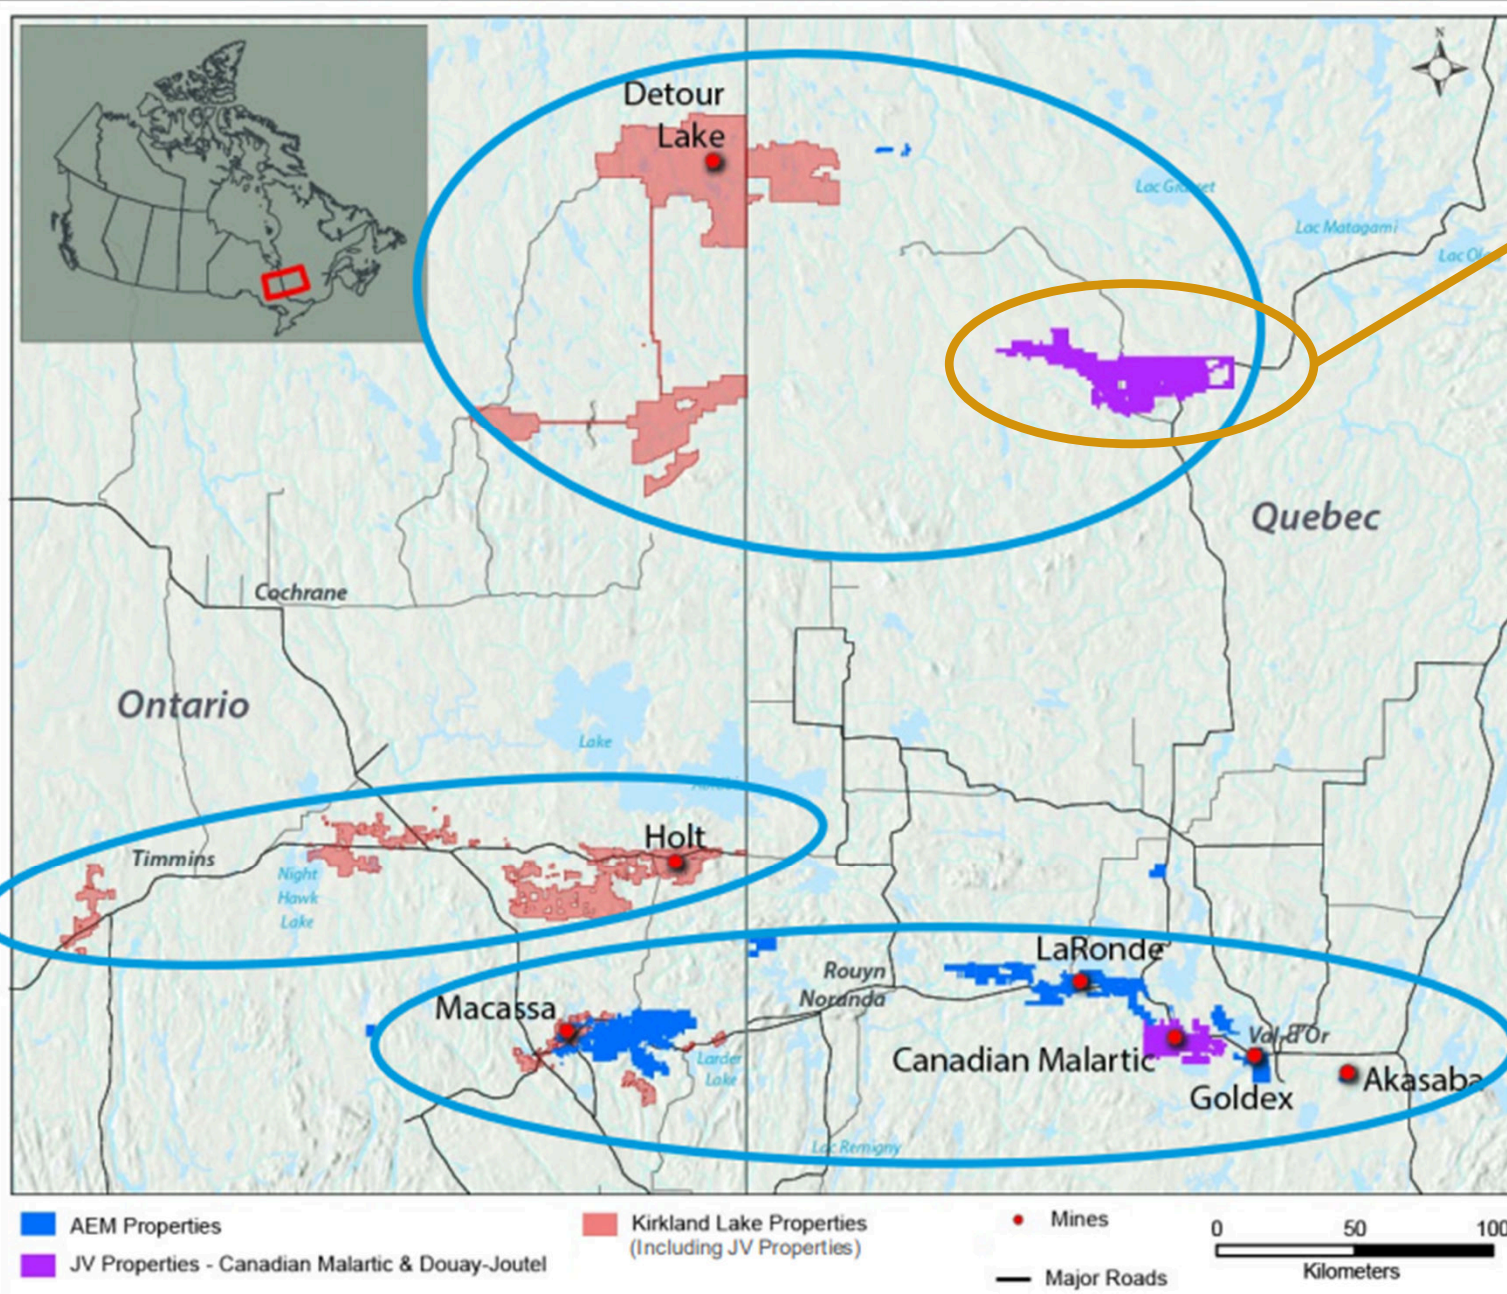 N
Detour
Lake
Lac Grasset
Lac Matagami
Quebec
Cochrane
Ontario
Lake
Holt
Timmins
Night
Hawk
Lake
LaRonde
Rouyn
Noranda
Macassa
Val-d'Or
Canadian Malartic
Larder
Lake
Akasaba
Goldex
Lac Remigny
AEM Properties
JV Properties - Canadian Malartic & Douay-Joutel
Kirkland Lake Properties
(Including JV Properties)
Mines
Major Roads
0 50 100
Kilometers